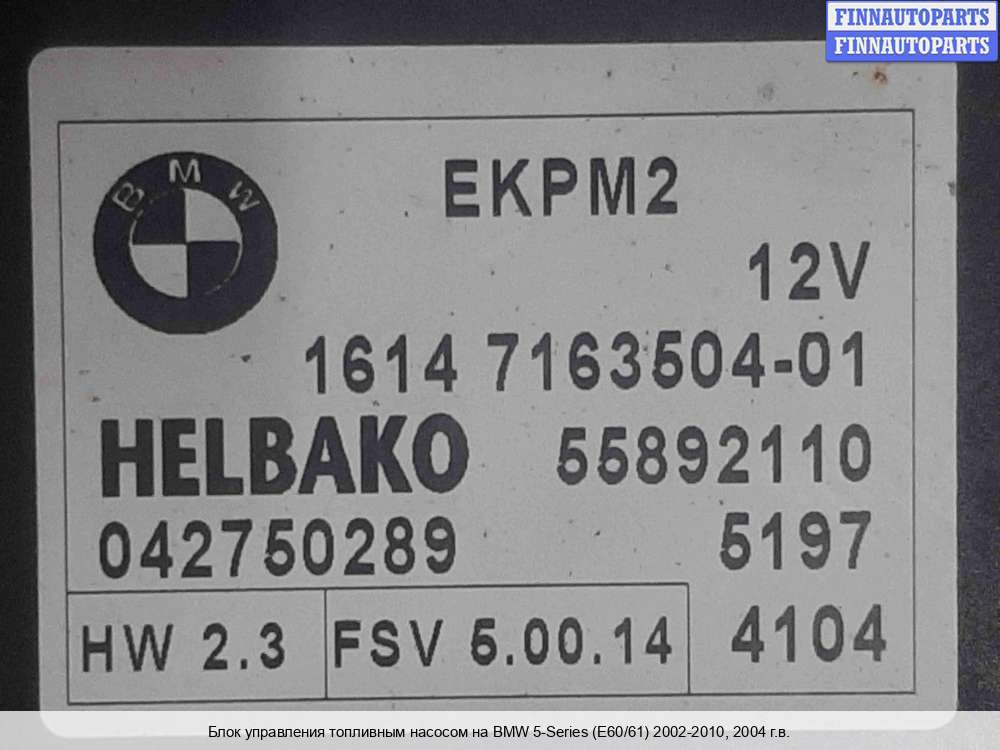 FINNAUTOPARTS
FINNAUTOPARTS
BMW
EKPM2
12V
1614 7163504-01
HELBAKO 55892110
042750289 5197
HW 2.3 FSV 5.00.14 4104
Блок управления топливным насосом на BMW 5-Series (E60/61) 2002-2010, 2004 г.в.